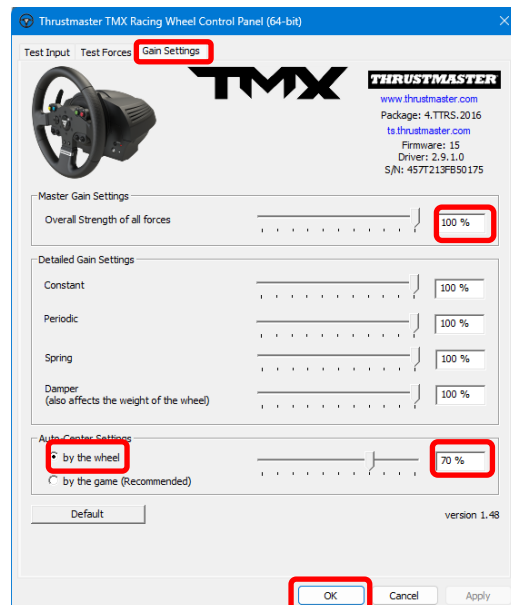 Thrustmaster TMX Racing Wheel Control Panel (64-bit)
Test Input Test Forces Gain Settings
TMX
THRUSTMASTER
www.thrustmaster.com
Package: 4.TTRS.2016
ts.thrustmaster.com
Firmware: 15
Driver: 2.9.1.0
S/N: 457T213FB50175
Master Gain Settings
Overall Strength of all forces 100 %
Detailed Gain Settings
Constant 100 %
Periodic 100 %
Spring 100 %
Damper
(also affects the weight of the wheel) 100 %
Auto-Center Settings
by the wheel 70 %
by the game (Recommended)
Default version 1.48
OK Cancel Apply